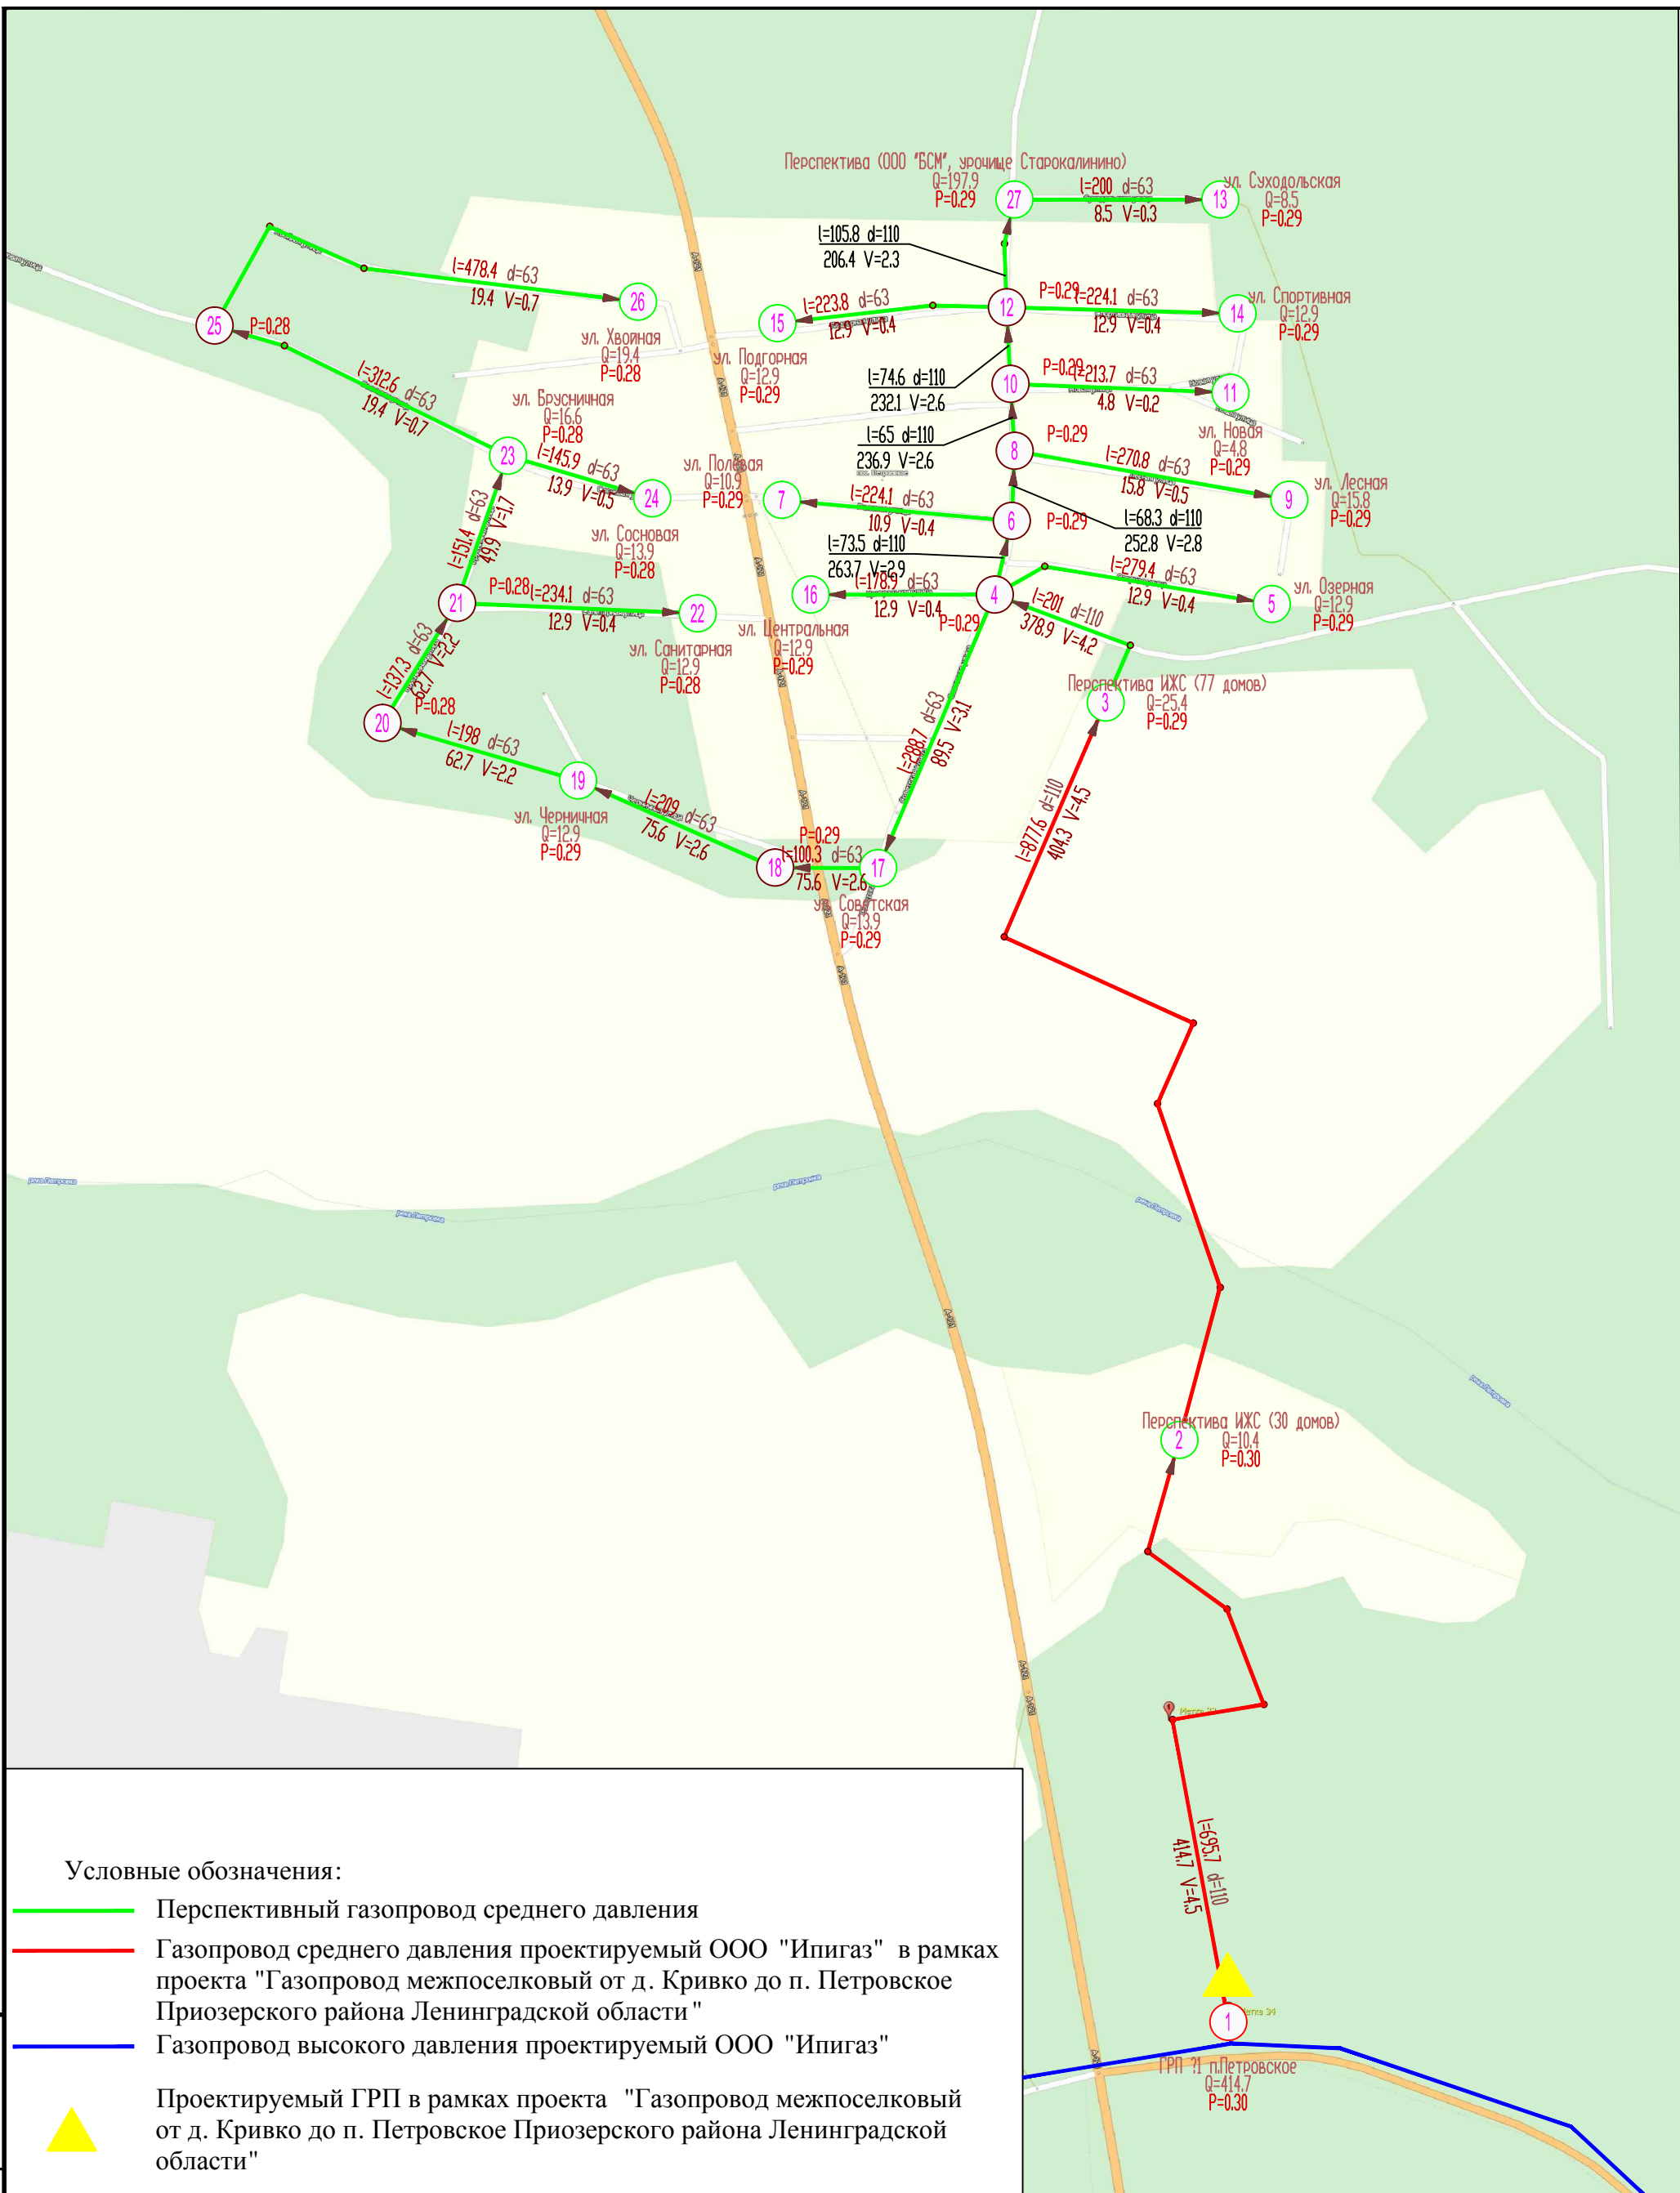 Перспектива (ООО "БСМ", урочище Старокалинино)
Q=197.9
P=0.29
27
l=200 d=63
8.5 V=0.3
13
ул. Суходольская
Q=8.5
P=0.29
l=105.8 d=110
206.4 V=2.3
l=478.4 d=63
19.4 V=0.7
26
ул. Хвойная
Q=19.4
P=0.28
25
P=0.28
l=312.6 d=63
19.4 V=0.7
15
l=223.8 d=63
12.9 V=0.4
ул. Подгорная
Q=12.9
P=0.29
12
P=0.29
l=224.1 d=63
12.9 V=0.4
14
ул. Спортивная
Q=12.9
P=0.29
l=74.6 d=110
232.1 V=2.6
10
P=0.29
l=213.7 d=63
4.8 V=0.2
11
ул. Новая
Q=4.8
P=0.29
l=65 d=110
236.9 V=2.6
8
P=0.29
l=270.8 d=63
15.8 V=0.5
9
ул. Лесная
Q=15.8
P=0.29
ул. Брусничная
Q=16.6
P=0.28
23
l=145.9 d=63
13.9 V=0.5
24
ул. Сосновая
Q=13.9
P=0.28
ул. Полевая
Q=10.9
P=0.29
7
l=224.1 d=63
10.9 V=0.4
6
P=0.29
l=68.3 d=110
252.8 V=2.8
l=73.5 d=110
263.7 V=2.9
l=151.4 d=63
49.9 V=1.7
21
P=0.28
l=234.1 d=63
12.9 V=0.4
22
ул. Санитарная
Q=12.9
P=0.28
16
l=178.9 d=63
12.9 V=0.4
ул. Центральная
Q=12.9
P=0.29
4
P=0.29
l=279.4 d=63
12.9 V=0.4
5
ул. Озерная
Q=12.9
P=0.29
l=201 d=110
378.9 V=4.2
Перспектива ИЖС (77 домов)
3
Q=25.4
P=0.29
l=137.3 d=63
62.7 V=2.2
20
P=0.28
l=198 d=63
62.7 V=2.2
19
ул. Черничная
Q=12.9
P=0.29
l=209 d=63
75.6 V=2.6
18
P=0.29
l=100.3 d=63
75.6 V=2.6
17
ул. Советская
Q=13.9
P=0.29
l=288.7 d=63
89.5 V=3.1
l=877.6 d=110
404.3 V=4.5
Перспектива ИЖС (30 домов)
2
Q=10.4
P=0.30
l=695.7 d=110
414.7 V=4.5
1
ГРП ?1 п.Петровское
Q=414.7
P=0.30
Условные обозначения:
Перспективный газопровод среднего давления
Газопровод среднего давления проектируемый ООО "Ипигаз" в рамках
проекта "Газопровод межпоселковый от д. Кривко до п. Петровское
Приозерского района Ленинградской области"
Газопровод высокого давления проектируемый ООО "Ипигаз"
Проектируемый ГРП в рамках проекта "Газопровод межпоселковый
от д. Кривко до п. Петровское Приозерского района Ленинградской
области"